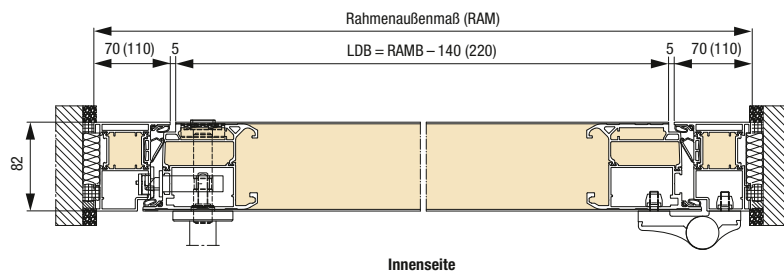 Rahmenaußenmaß (RAM)
70 (110) 5 LDB = RAMB – 140 (220) 5 70 (110)
82
Innenseite